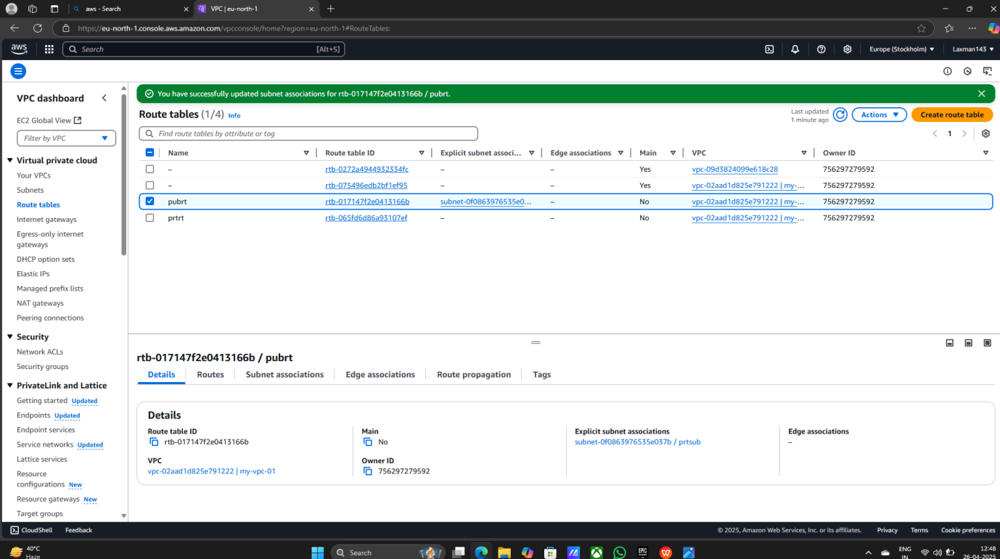 aws - Search
VPC | eu-north-1
https://eu-north-1.console.aws.amazon.com/vpcconsole/home?region=eu-north-1#RouteTables:
aws
Search
[Alt+S]
Europe (Stockholm)
Laxman143
VPC dashboard
EC2 Global View
Filter by VPC
Virtual private cloud
Your VPCs
Subnets
Route tables
Internet gateways
Egress-only internet
gateways
DHCP option sets
Elastic IPs
Managed prefix lists
NAT gateways
Peering connections
Security
Network ACLs
Security groups
PrivateLink and Lattice
Getting started Updated
Endpoints Updated
Endpoint services
Service networks Updated
Lattice services
Resource
configurations New
Resource gateways New
Target groups
You have successfully updated subnet associations for rtb-017147f2e0413166b / pubrt.
Route tables (1/4) Info
Last updated
1 minute ago
Actions
Create route table
Find route tables by attribute or tag
1
Name Route table ID Explicit subnet associ... Edge associations Main VPC Owner ID
– rtb-0272a4944932334fc – – Yes vpc-09d3824099e618c28 756297279592
– rtb-075496edb2bf1ef95 – – Yes vpc-02aad1d825e791222 | my-... 756297279592
pubrt rtb-017147f2e0413166b subnet-0f0863976535e0... – No vpc-02aad1d825e791222 | my-... 756297279592
prtrt rtb-065fd6d86a93107ef – – No vpc-02aad1d825e791222 | my-... 756297279592
rtb-017147f2e0413166b / pubrt
Details Routes Subnet associations Edge associations Route propagation Tags
Details
Route table ID
rtb-017147f2e0413166b
VPC
vpc-02aad1d825e791222 | my-vpc-01
Main
No
Owner ID
756297279592
Explicit subnet associations
subnet-0f0863976535e037b / prtsub
Edge associations
–
CloudShell Feedback
© 2025, Amazon Web Services, Inc. or its affiliates. Privacy Terms Cookie preferences
40°C
Haze
Search
EPIC
ENG
IN
12:48
26-04-2025